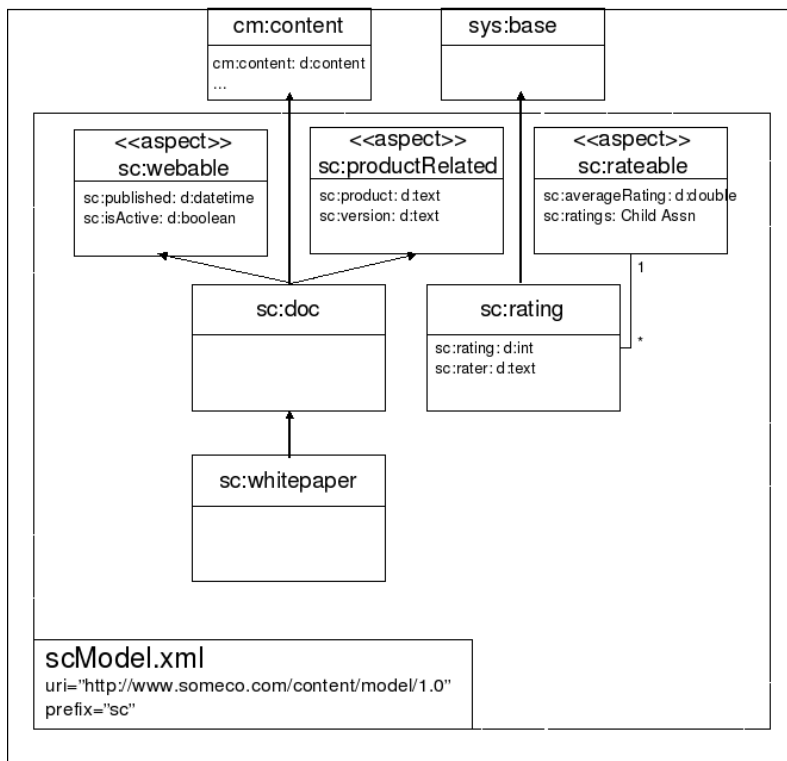 cm:content
cm:content: d:content
...
sys:base
<<aspect>>
sc:webable
sc:published: d:datetime
sc:isActive: d:boolean
<<aspect>>
sc:productRelated
sc:product: d:text
sc:version: d:text
<<aspect>>
sc:rateable
sc:averageRating: d:double
sc:ratings: Child Assn
1
*
sc:doc
sc:rating
sc:rating: d:int
sc:rater: d:text
sc:whitepaper
scModel.xml
uri="http://www.someco.com/content/model/1.0"
prefix="sc"